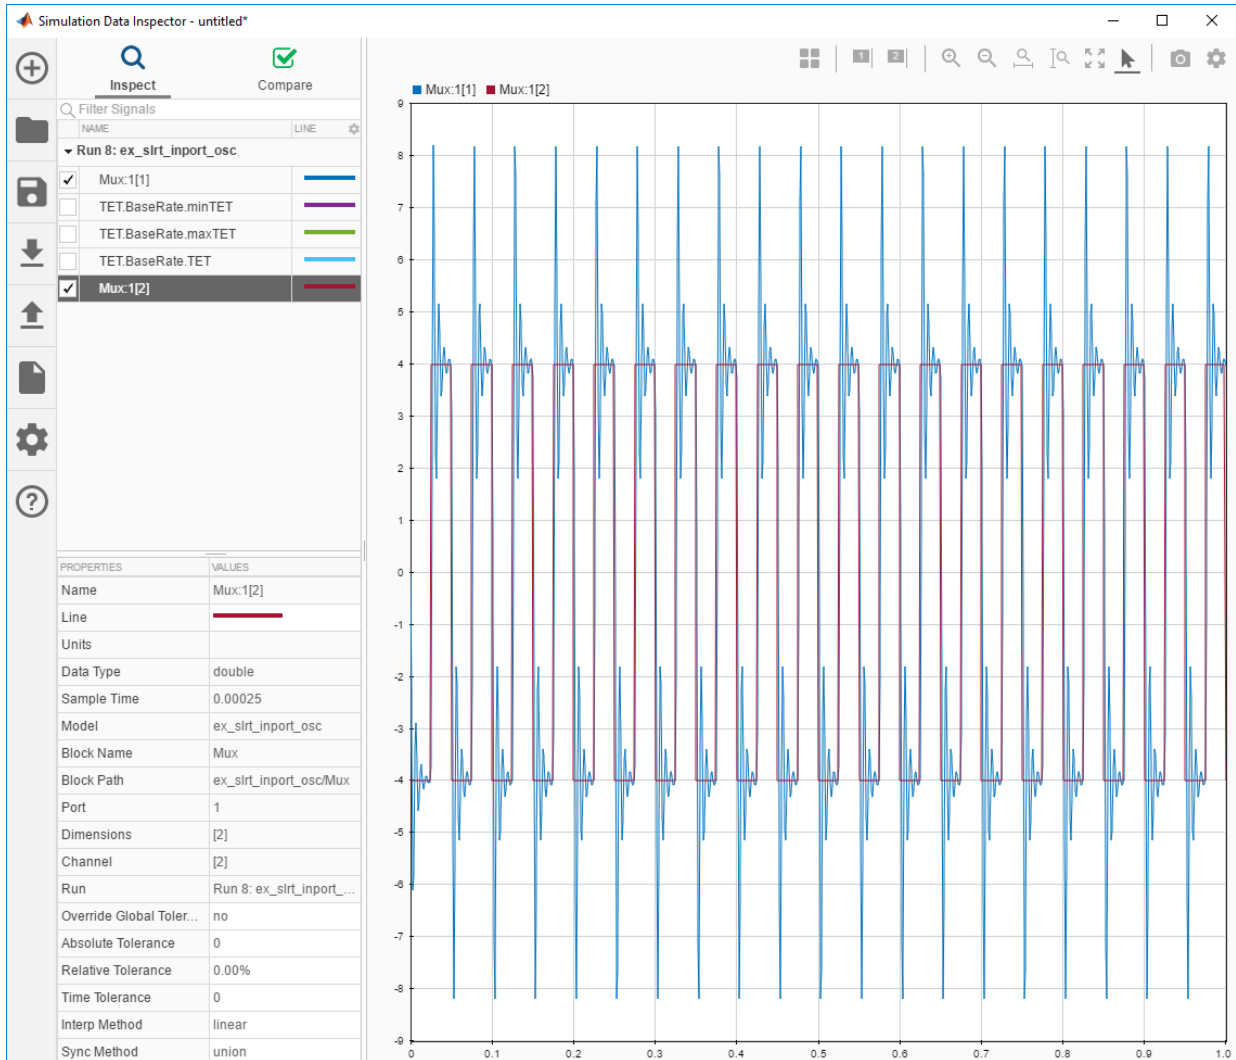 Simulation Data Inspector - untitled*
Inspect
Compare
Filter Signals
NAME LINE
Run 8: ex_slrt_inport_osc
Mux:1[1]
TET.BaseRate.minTET
TET.BaseRate.maxTET
TET.BaseRate.TET
Mux:1[2]
PROPERTIES VALUES
Name Mux:1[2]
Line
Units
Data Type double
Sample Time 0.00025
Model ex_slrt_inport_osc
Block Name Mux
Block Path ex_slrt_inport_osc/Mux
Port 1
Dimensions [2]
Channel [2]
Run Run 8: ex_slrt_inport_...
Override Global Toler... no
Absolute Tolerance 0
Relative Tolerance 0.00%
Time Tolerance 0
Interp Method linear
Sync Method union
1 2
Mux:1[1] Mux:1[2]
9
8
7
6
5
4
3
2
1
0
-1
-2
-3
-4
-5
-6
-7
-8
-9
0 0.1 0.2 0.3 0.4 0.5 0.6 0.7 0.8 0.9 1.0